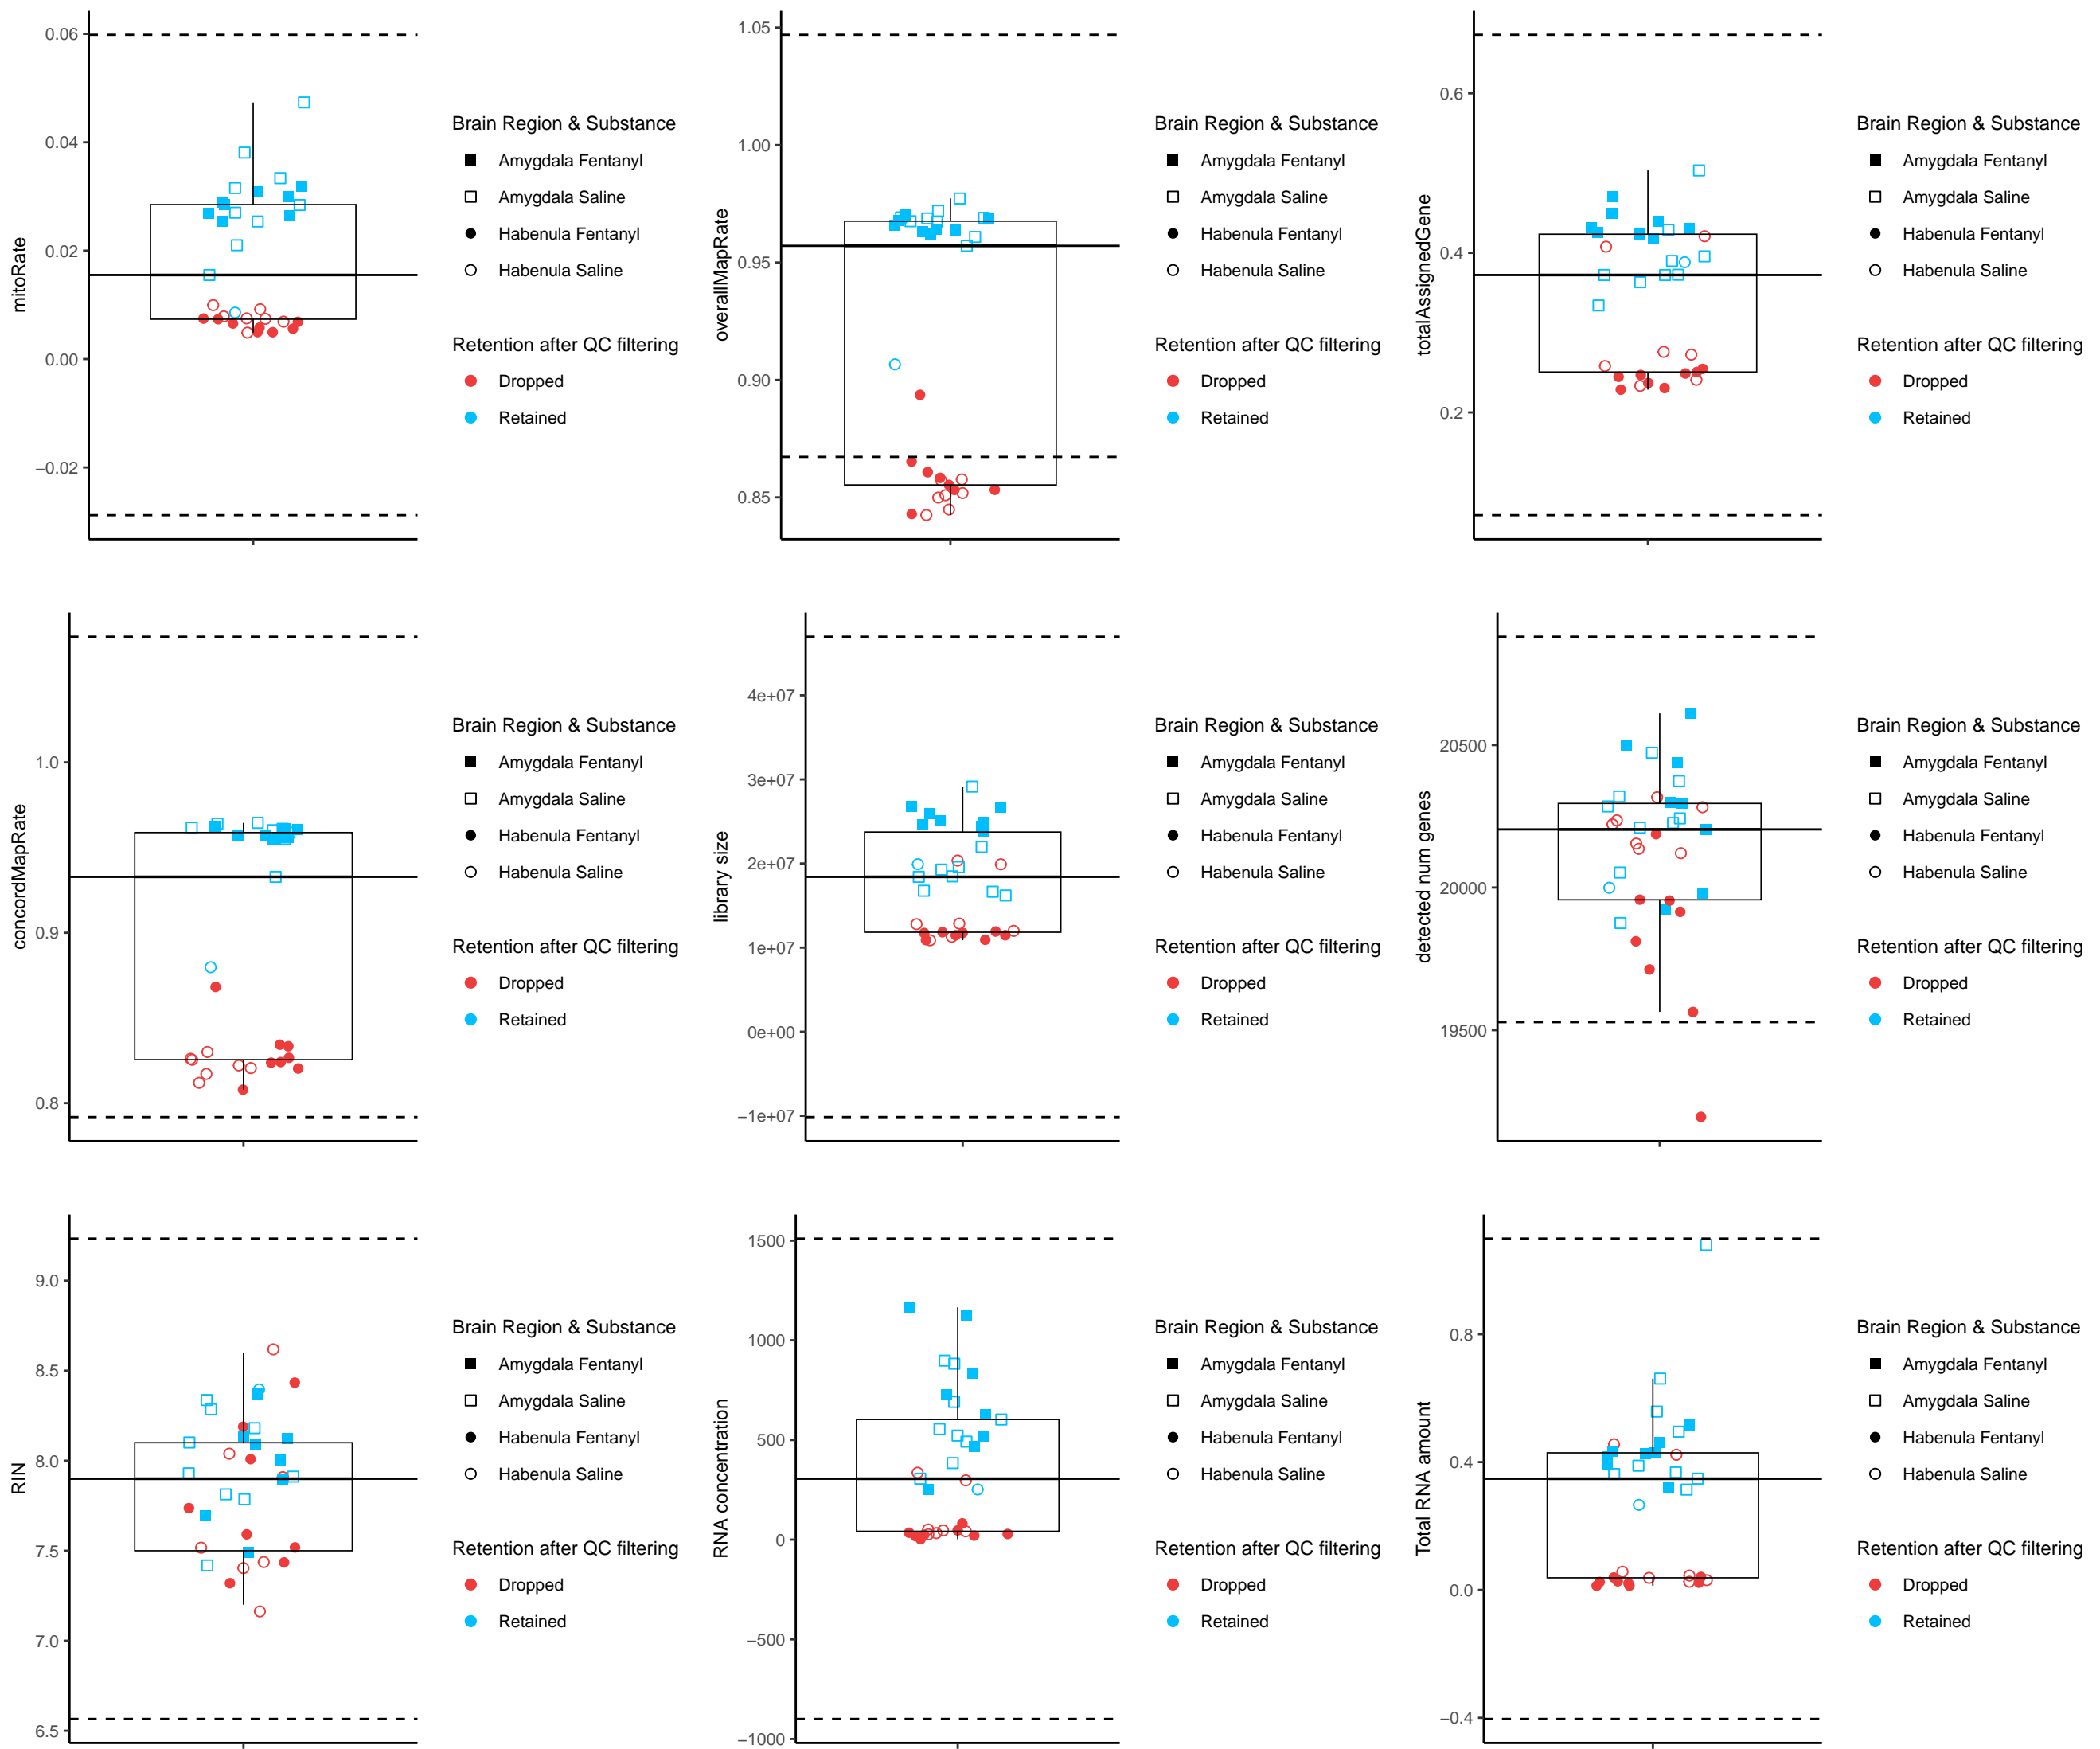 mitoRate
0.06
0.04
0.02
0.00
−0.02
Brain Region & Substance
Amygdala Fentanyl
Amygdala Saline
Habenula Fentanyl
Habenula Saline
Retention after QC filtering
Dropped
Retained
overallMapRate
1.05
1.00
0.95
0.90
0.85
Brain Region & Substance
Amygdala Fentanyl
Amygdala Saline
Habenula Fentanyl
Habenula Saline
Retention after QC filtering
Dropped
Retained
totalAssignedGene
0.6
0.4
0.2
Brain Region & Substance
Amygdala Fentanyl
Amygdala Saline
Habenula Fentanyl
Habenula Saline
Retention after QC filtering
Dropped
Retained
concordMapRate
1.0
0.9
0.8
Brain Region & Substance
Amygdala Fentanyl
Amygdala Saline
Habenula Fentanyl
Habenula Saline
Retention after QC filtering
Dropped
Retained
library size
4e+07
3e+07
2e+07
1e+07
0e+00
−1e+07
Brain Region & Substance
Amygdala Fentanyl
Amygdala Saline
Habenula Fentanyl
Habenula Saline
Retention after QC filtering
Dropped
Retained
detected num genes
20500
20000
19500
Brain Region & Substance
Amygdala Fentanyl
Amygdala Saline
Habenula Fentanyl
Habenula Saline
Retention after QC filtering
Dropped
Retained
RIN
9.0
8.5
8.0
7.5
7.0
6.5
Brain Region & Substance
Amygdala Fentanyl
Amygdala Saline
Habenula Fentanyl
Habenula Saline
Retention after QC filtering
Dropped
Retained
RNA concentration
1500
1000
500
0
−500
−1000
Brain Region & Substance
Amygdala Fentanyl
Amygdala Saline
Habenula Fentanyl
Habenula Saline
Retention after QC filtering
Dropped
Retained
Total RNA amount
0.8
0.4
0.0
−0.4
Brain Region & Substance
Amygdala Fentanyl
Amygdala Saline
Habenula Fentanyl
Habenula Saline
Retention after QC filtering
Dropped
Retained